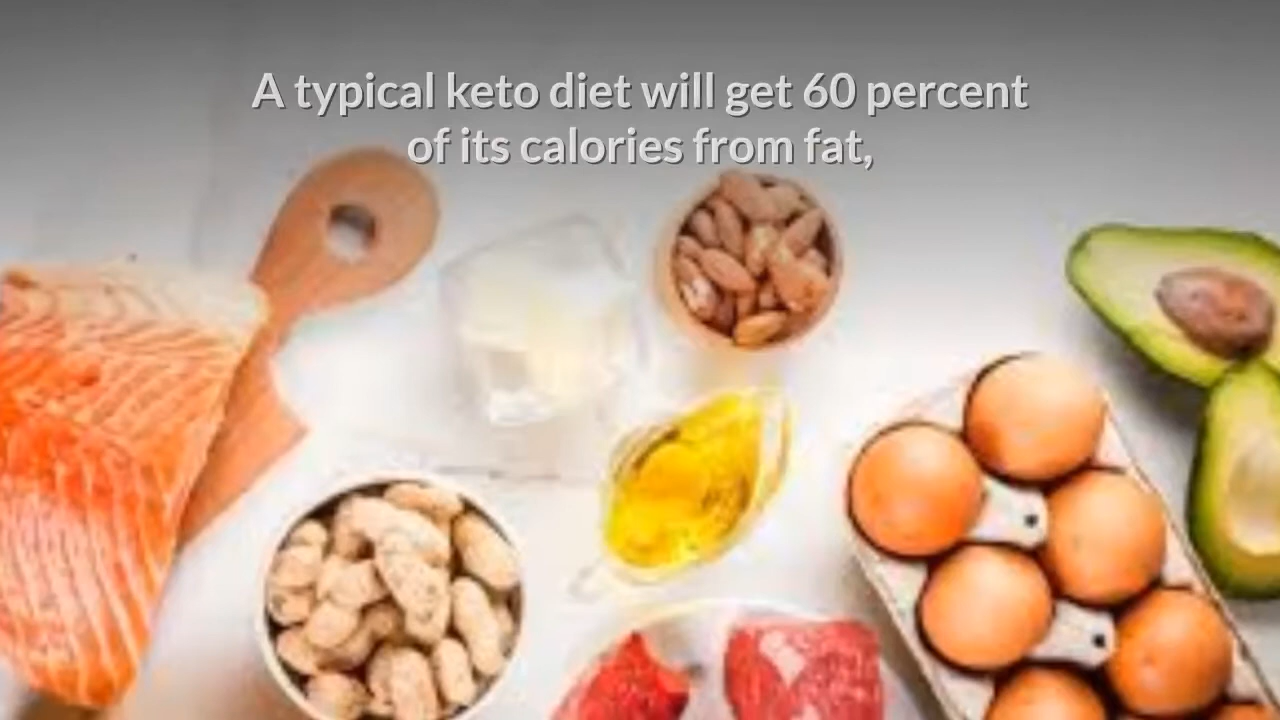 A typical keto diet will get 60 percent
of its calories from fat,